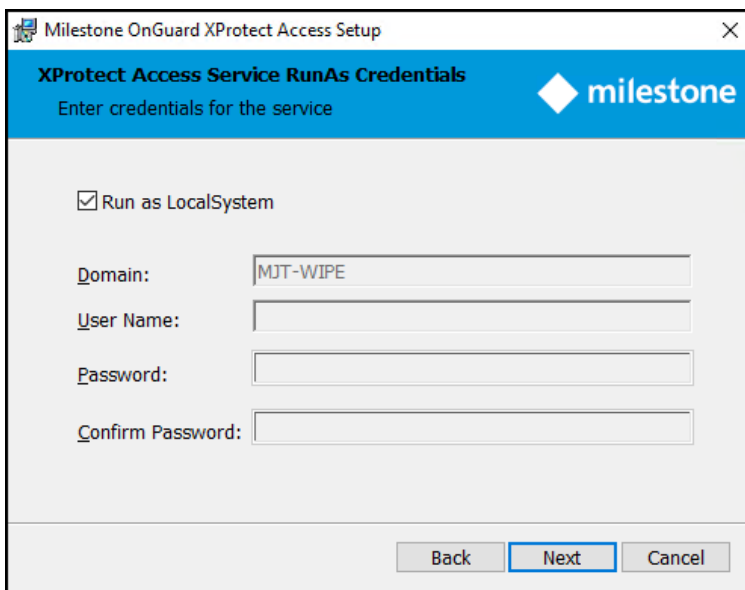 Milestone OnGuard XProtect Access Setup
XProtect Access Service RunAs Credentials
Enter credentials for the service
milestone
Run as LocalSystem
Domain: MJT-WIPE
User Name:
Password:
Confirm Password:
Back Next Cancel